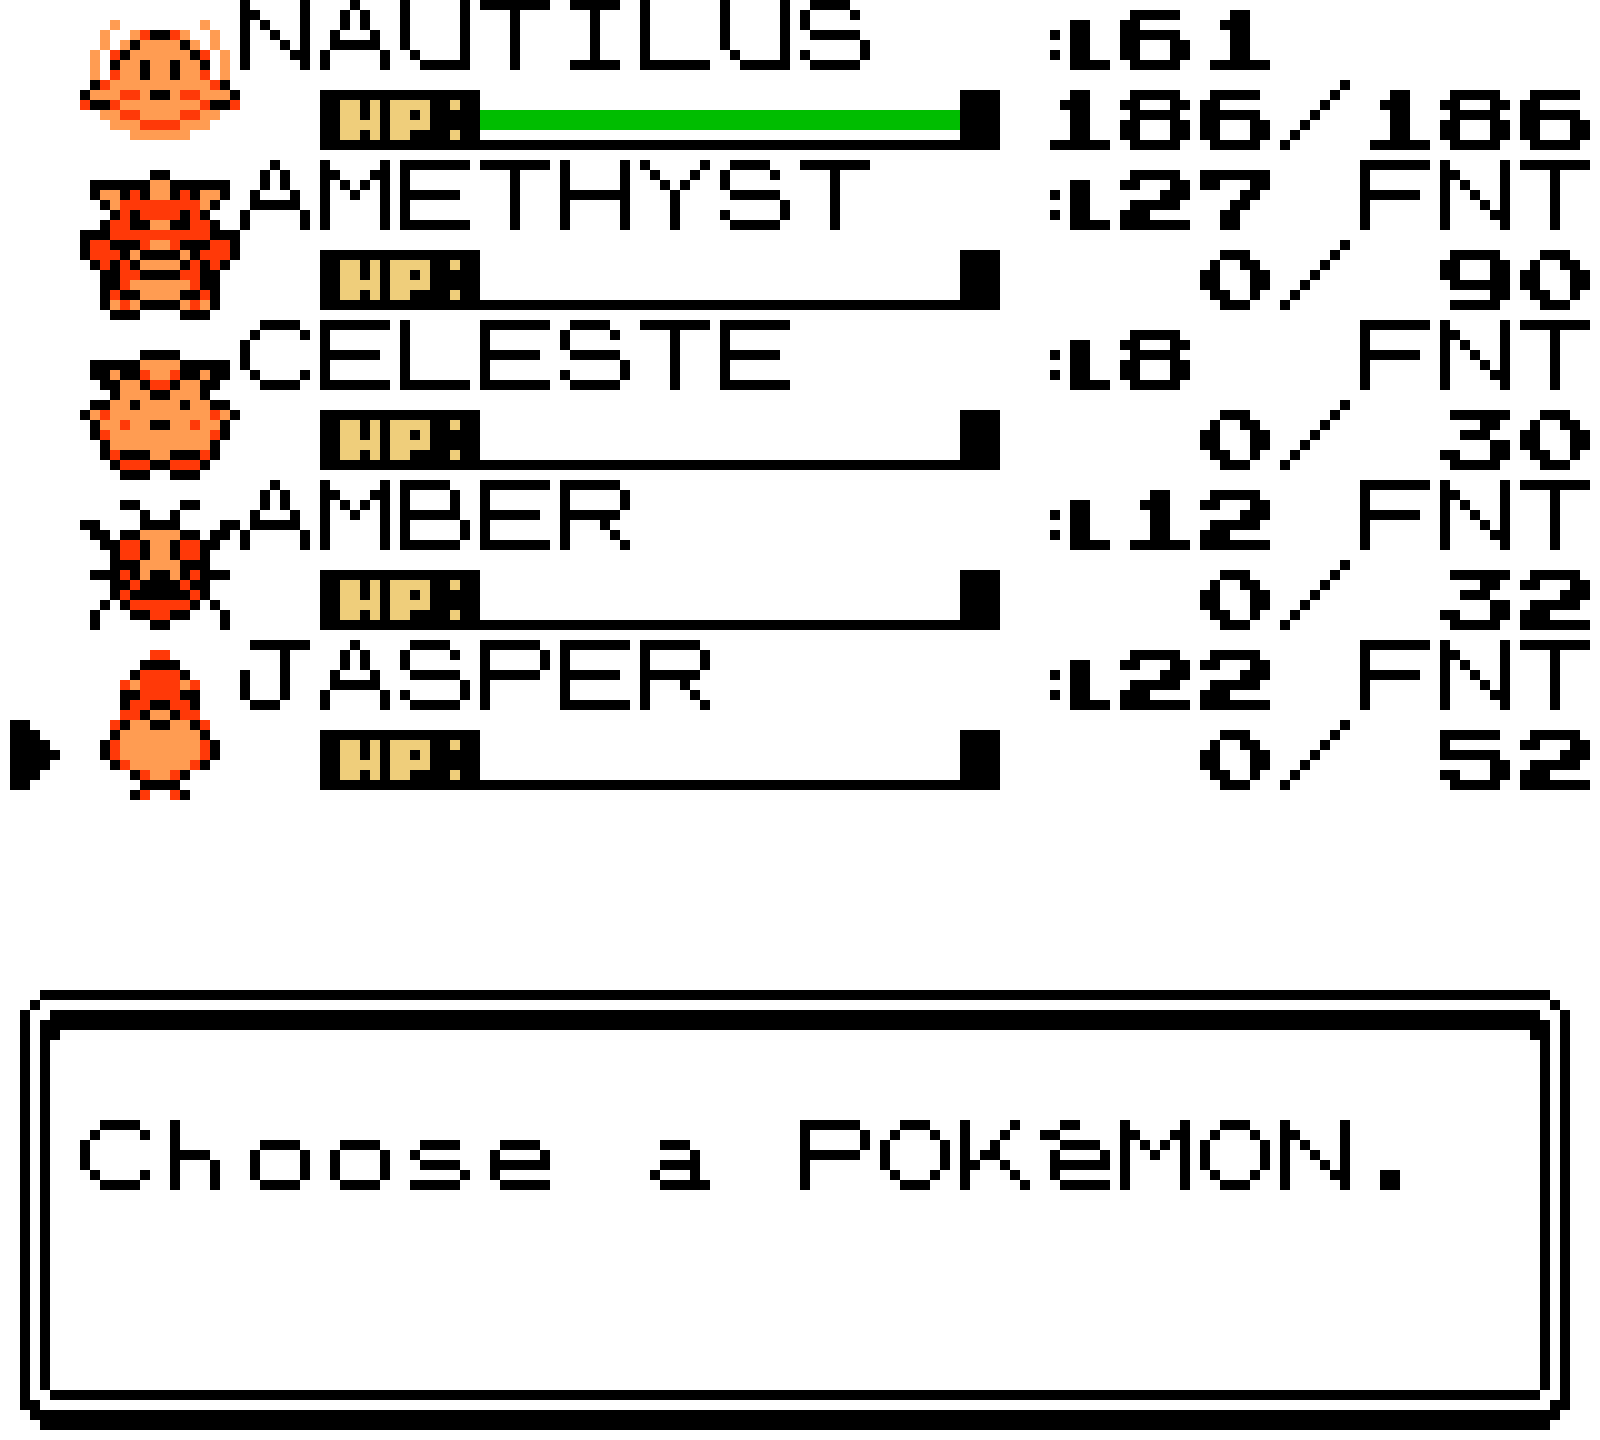 NAUTILUS :L61
HP: 186/186
AMETHYST :L27 FNT
HP: 0/ 90
CELESTE :L8 FNT
HP: 0/ 30
AMBER :L12 FNT
HP: 0/ 32
JASPER :L22 FNT
HP: 0/ 52
Choose a POKéMON.